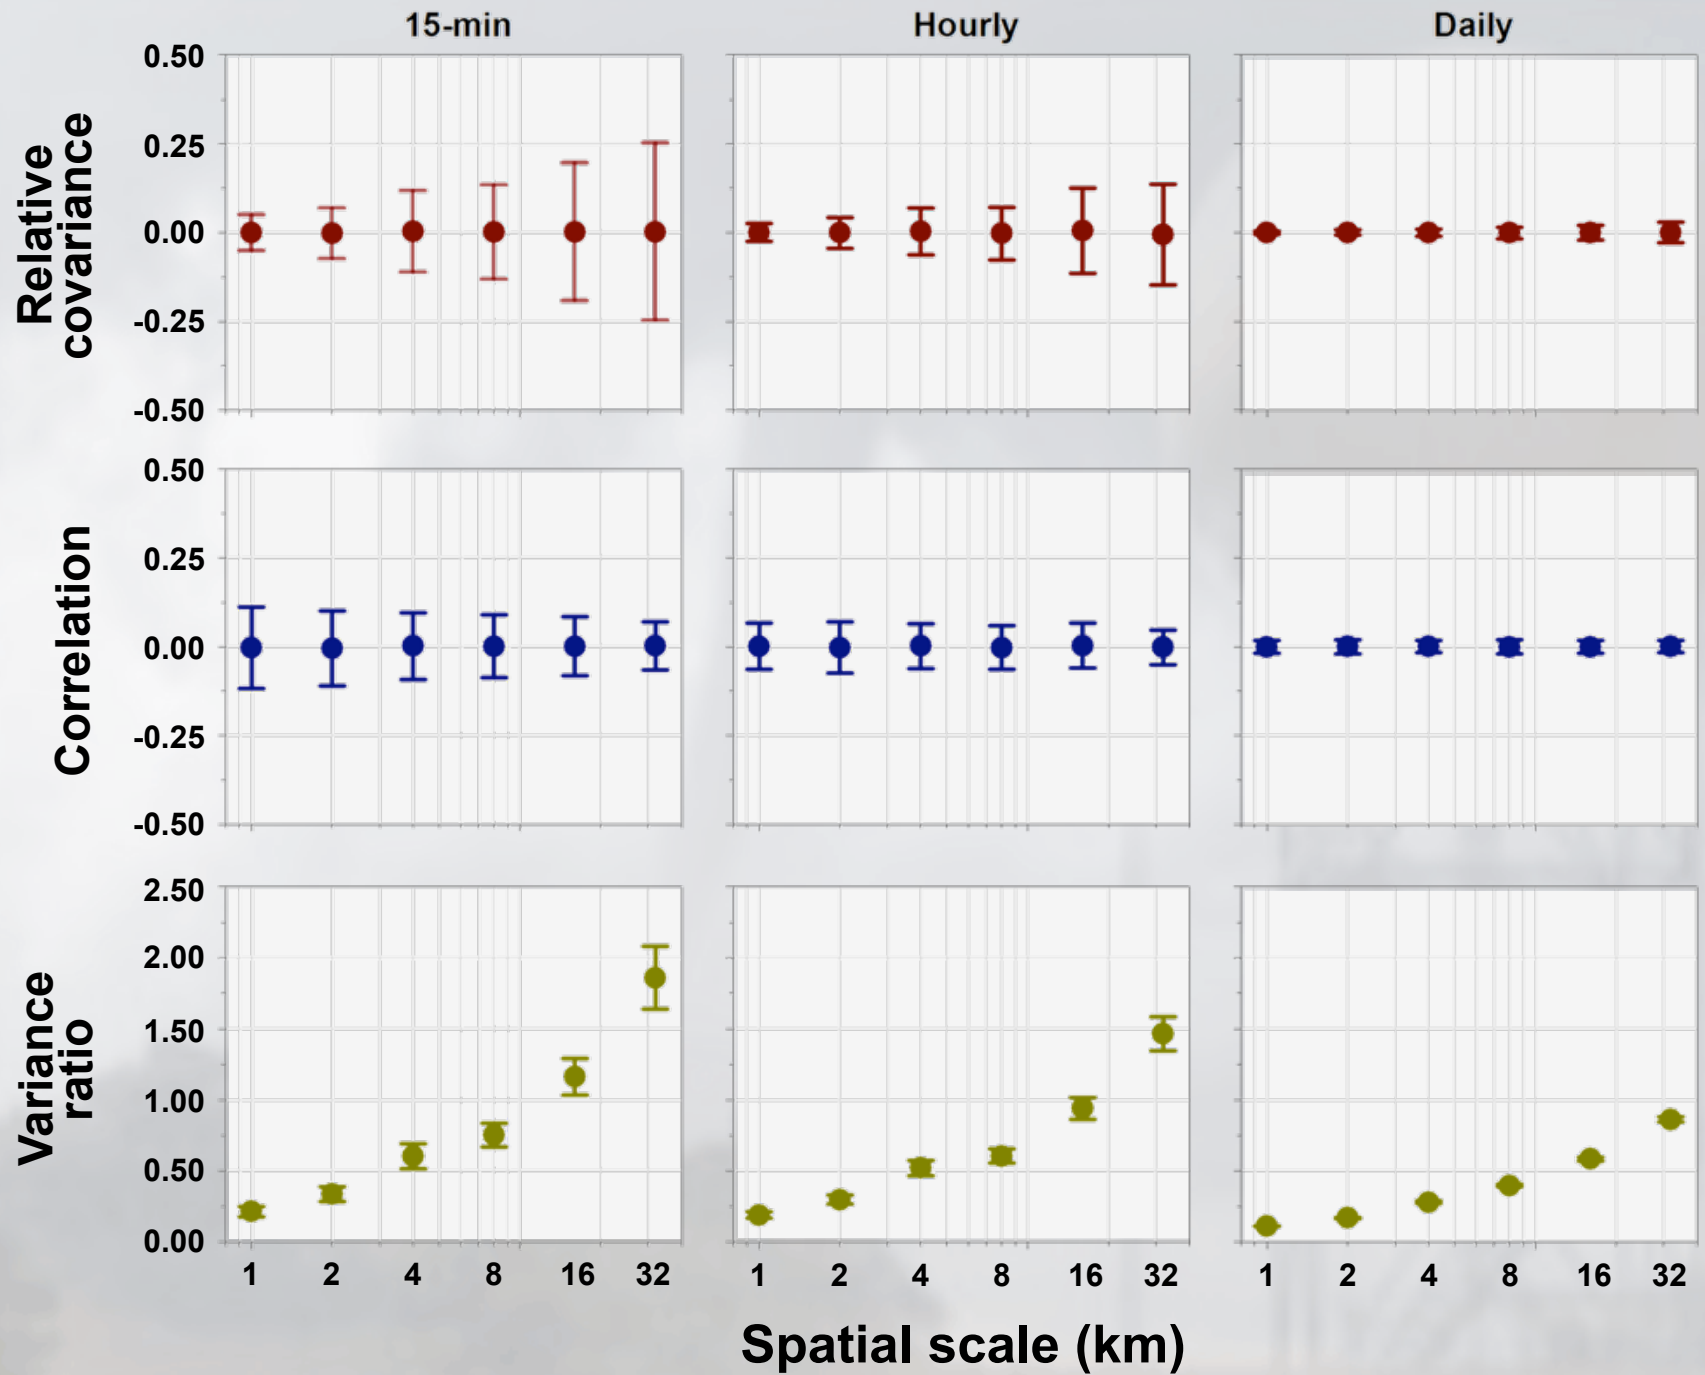 15-min Hourly Daily
Relative
covariance
0.50
0.25
0.00
-0.25
-0.50
Correlation
0.50
0.25
0.00
-0.25
-0.50
Variance
ratio
2.50
2.00
1.50
1.00
0.50
0.00
1 2 4 8 16 32 1 2 4 8 16 32 1 2 4 8 16 32
Spatial scale (km)